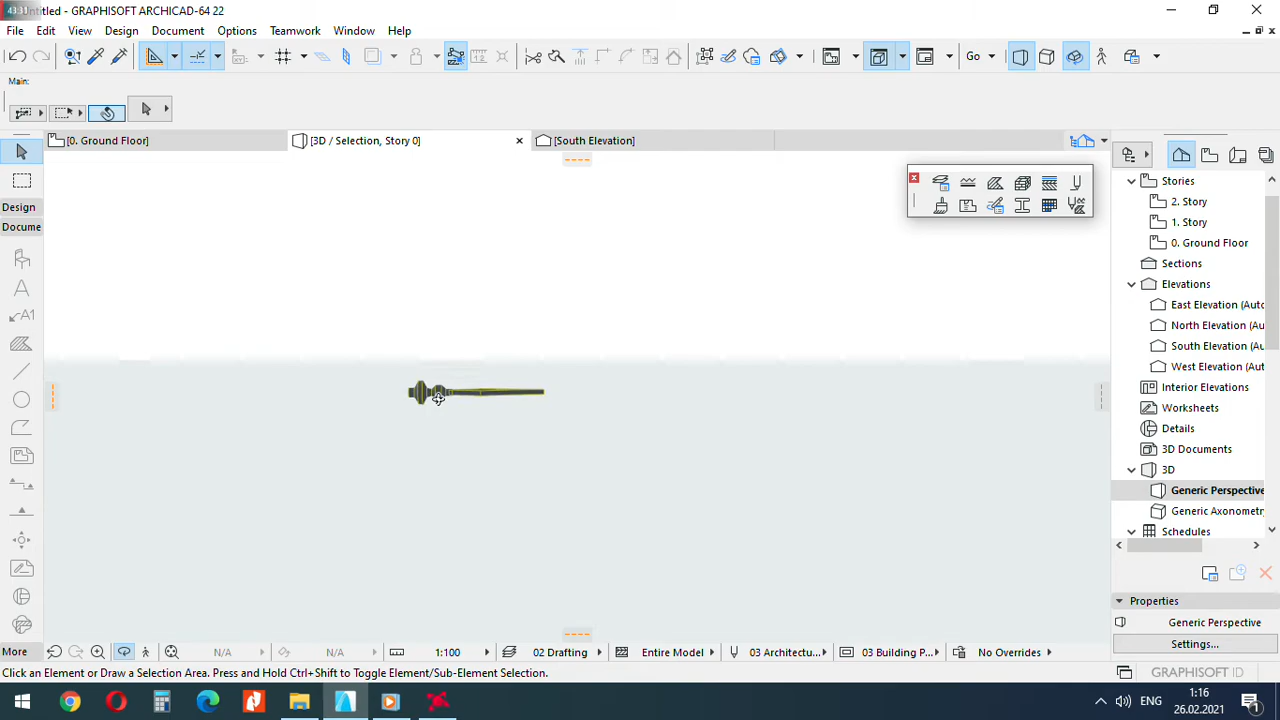 43:31
Untitled - GRAPHISOFT ARCHICAD-64 22
File Edit View Design Document Options Teamwork Window Help
Go
Main:
[0. Ground Floor]
[3D / Selection, Story 0]
[South Elevation]
Design
Docume
More
Stories
2. Story
1. Story
0. Ground Floor
Sections
Elevations
East Elevation (Auto
North Elevation (Au
South Elevation (Au
West Elevation (Aut
Interior Elevations
Worksheets
Details
3D Documents
3D
Generic Perspective
Generic Axonometr
Schedules
Properties
Generic Perspective
Settings...
N/A
N/A
1:100
02 Drafting
Entire Model
03 Architectu...
03 Building P...
No Overrides
Click an Element or Draw a Selection Area. Press and Hold Ctrl+Shift to Toggle Element/Sub-Element Selection.
GRAPHISOFT ID
ENG
1:16
26.02.2021